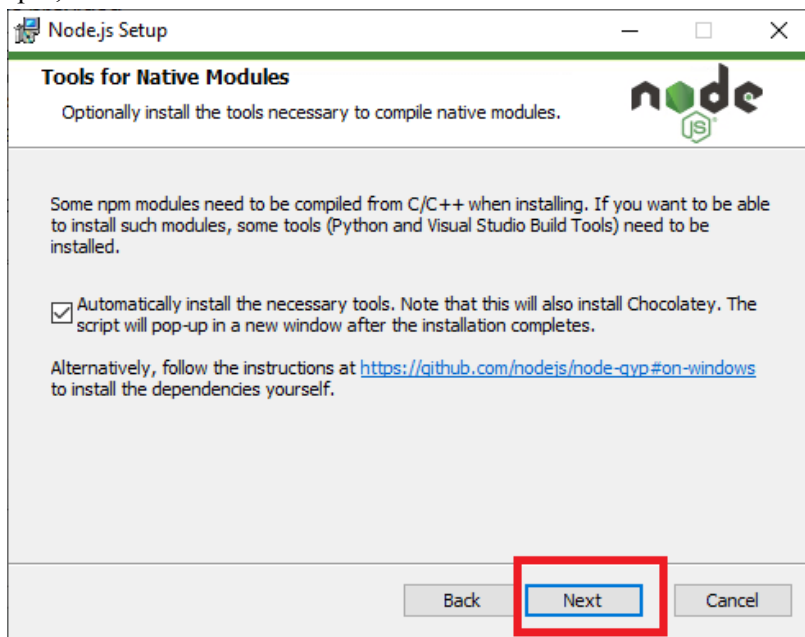 Node.js Setup
Tools for Native Modules
Optionally install the tools necessary to compile native modules.
node
JS
Some npm modules need to be compiled from C/C++ when installing. If you want to be able
to install such modules, some tools (Python and Visual Studio Build Tools) need to be
installed.
Automatically install the necessary tools. Note that this will also install Chocolatey. The
script will pop-up in a new window after the installation completes.
Alternatively, follow the instructions at https://github.com/nodejs/node-gyp#on-windows
to install the dependencies yourself.
Back Next Cancel